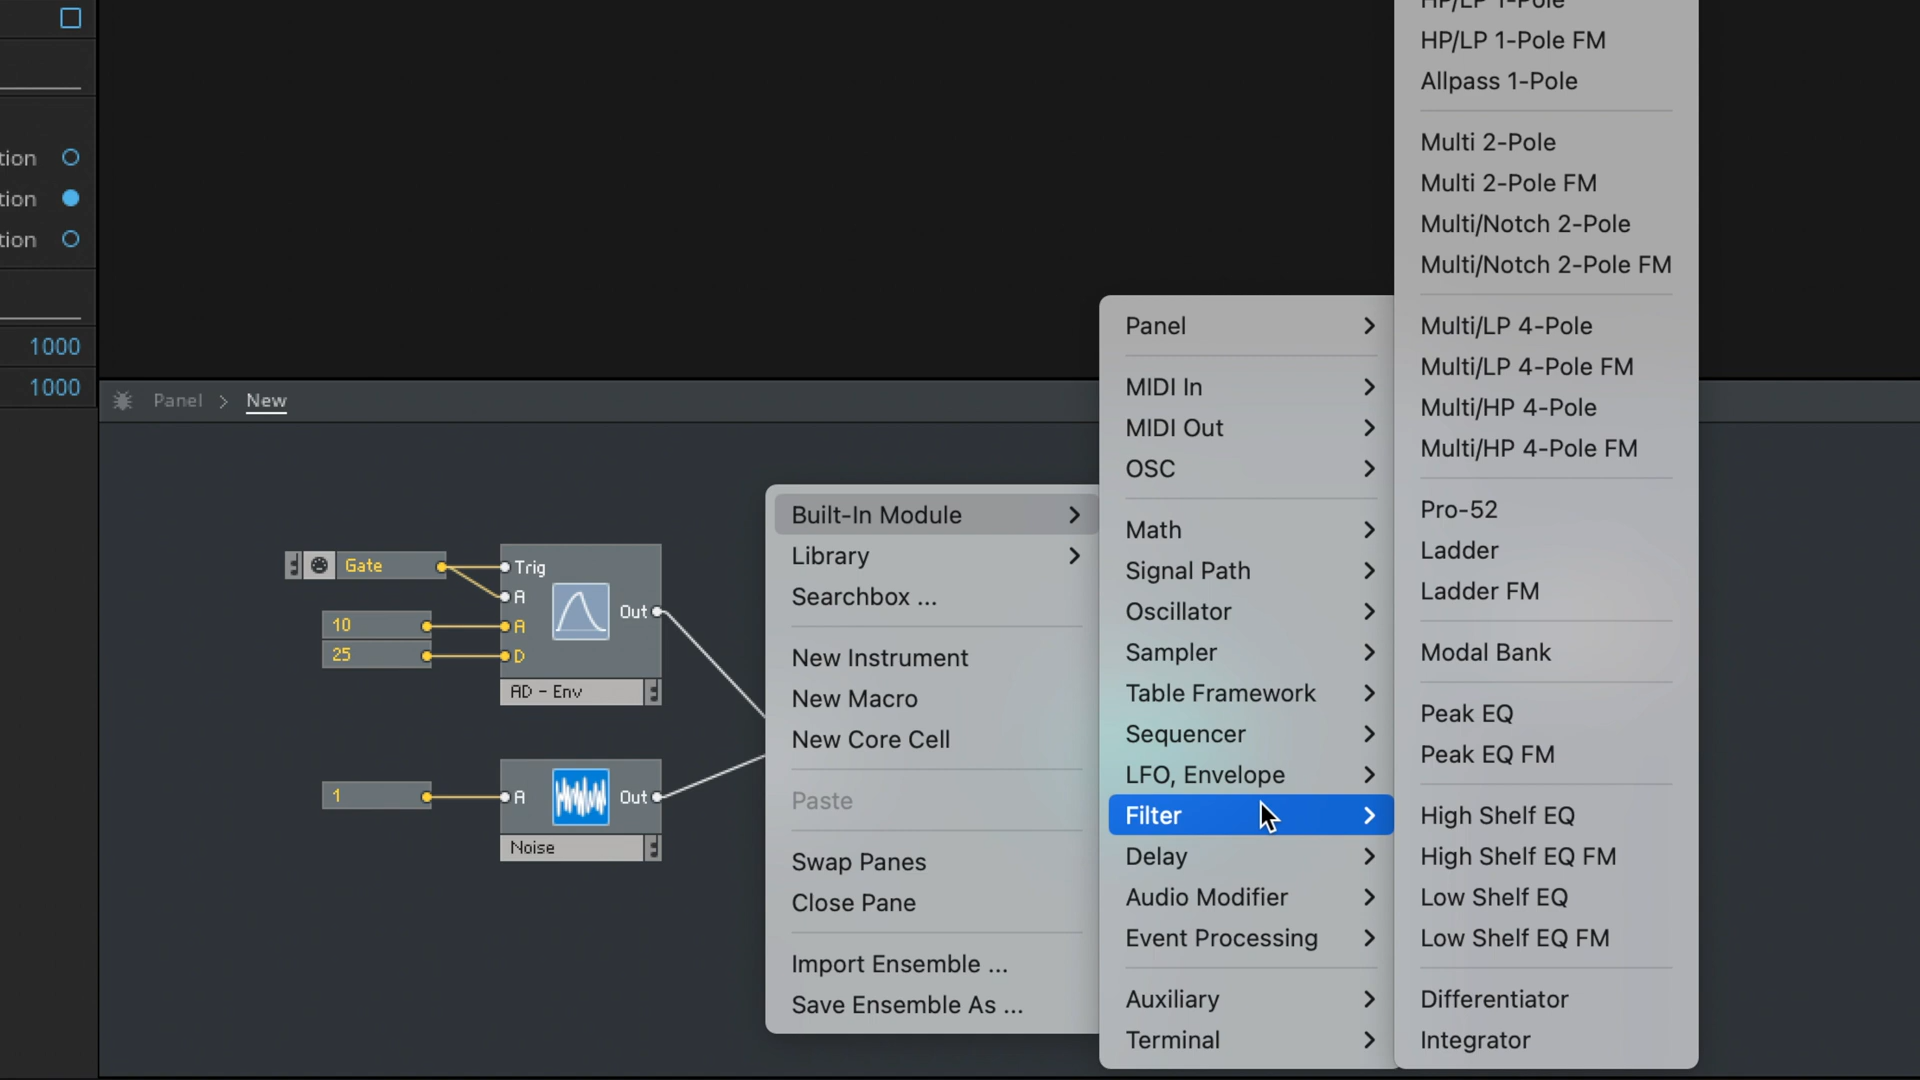 tion
tion
tion
1000
1000
Panel > New
Gate
10
25
Trig
A
A
D
Out
AD - Env
1
A
Out
Noise
Built-In Module
Library
Searchbox ...
New Instrument
New Macro
New Core Cell
Paste
Swap Panes
Close Pane
Import Ensemble ...
Save Ensemble As ...
Panel
MIDI In
MIDI Out
OSC
Math
Signal Path
Oscillator
Sampler
Table Framework
Sequencer
LFO, Envelope
Filter
Delay
Audio Modifier
Event Processing
Auxiliary
Terminal
HP/LP 1-Pole
HP/LP 1-Pole FM
Allpass 1-Pole
Multi 2-Pole
Multi 2-Pole FM
Multi/Notch 2-Pole
Multi/Notch 2-Pole FM
Multi/LP 4-Pole
Multi/LP 4-Pole FM
Multi/HP 4-Pole
Multi/HP 4-Pole FM
Pro-52
Ladder
Ladder FM
Modal Bank
Peak EQ
Peak EQ FM
High Shelf EQ
High Shelf EQ FM
Low Shelf EQ
Low Shelf EQ FM
Differentiator
Integrator